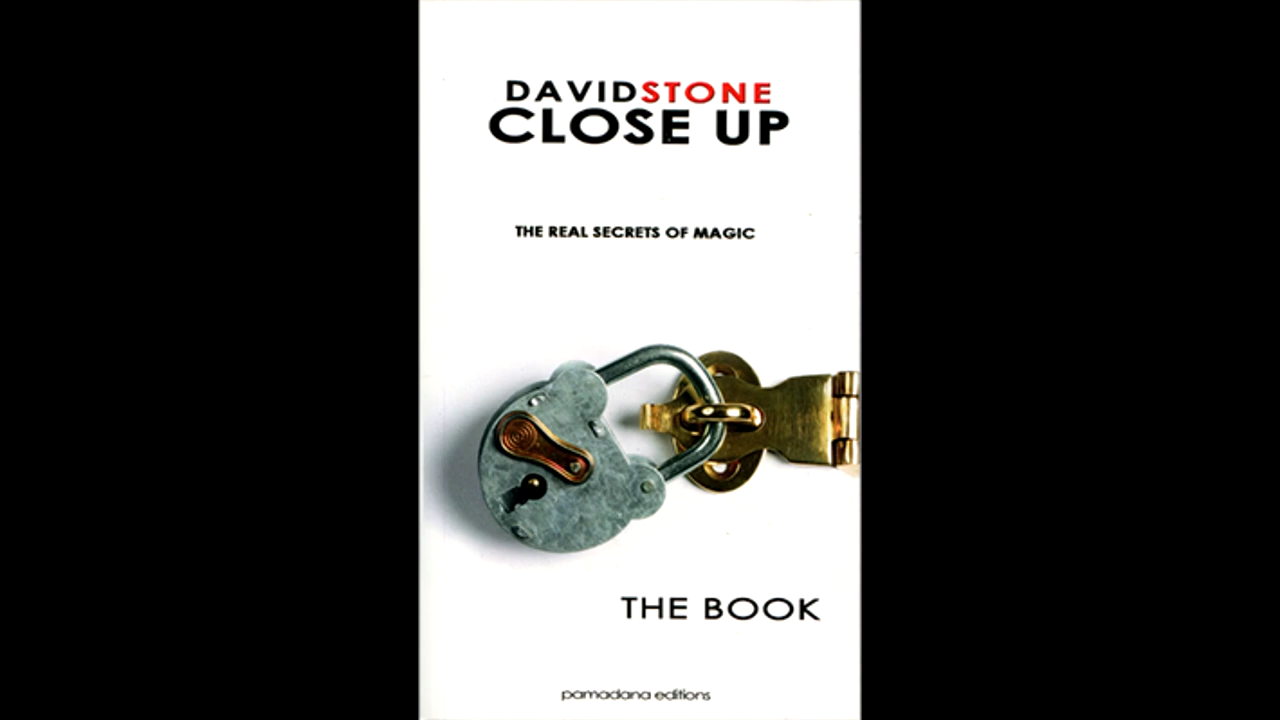 DAVIDSTONE
CLOSE UP
THE REAL SECRETS OF MAGIC
THE BOOK
pamadana editions